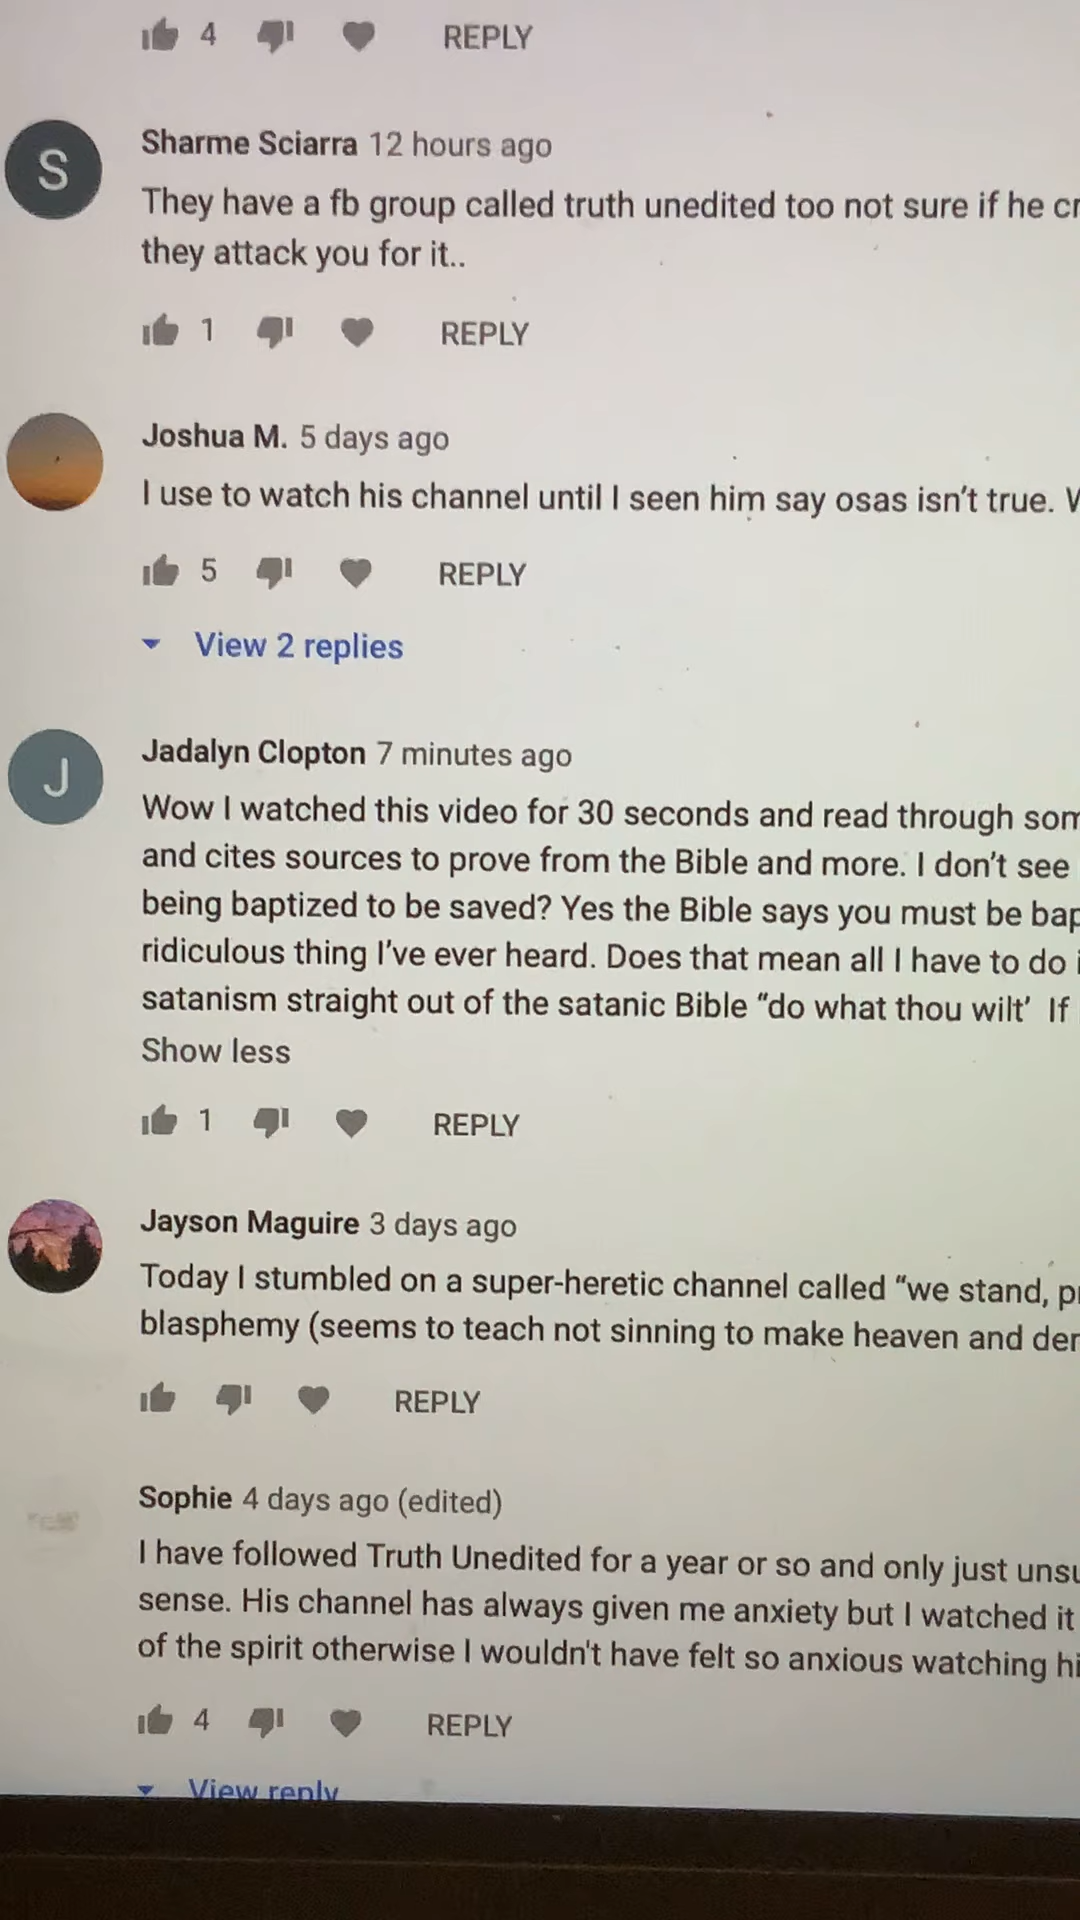 4 REPLY
S
Sharme Sciarra 12 hours ago
They have a fb group called truth unedited too not sure if he
they attack you for it..
1 REPLY
Joshua M. 5 days ago
I use to watch his channel until I seen him say osas isn't true.
5 REPLY
View 2 replies
J
Jadalyn Clopton 7 minutes ago
Wow I watched this video for 30 seconds and read through
and cites sources to prove from the Bible and more. I don't see
being baptized to be saved? Yes the Bible says you must be
ridiculous thing I've ever heard. Does that mean all I have to do
satanism straight out of the satanic Bible “do what thou wilt’ If
Show less
1 REPLY
Jayson Maguire 3 days ago
Today I stumbled on a super-heretic channel called “we stand,
blasphemy (seems to teach not sinning to make heaven and
REPLY
Sophie 4 days ago (edited)
I have followed Truth Unedited for a year or so and only just
sense. His channel has always given me anxiety but I watched it
of the spirit otherwise I wouldn't have felt so anxious watching
4 REPLY
View reply